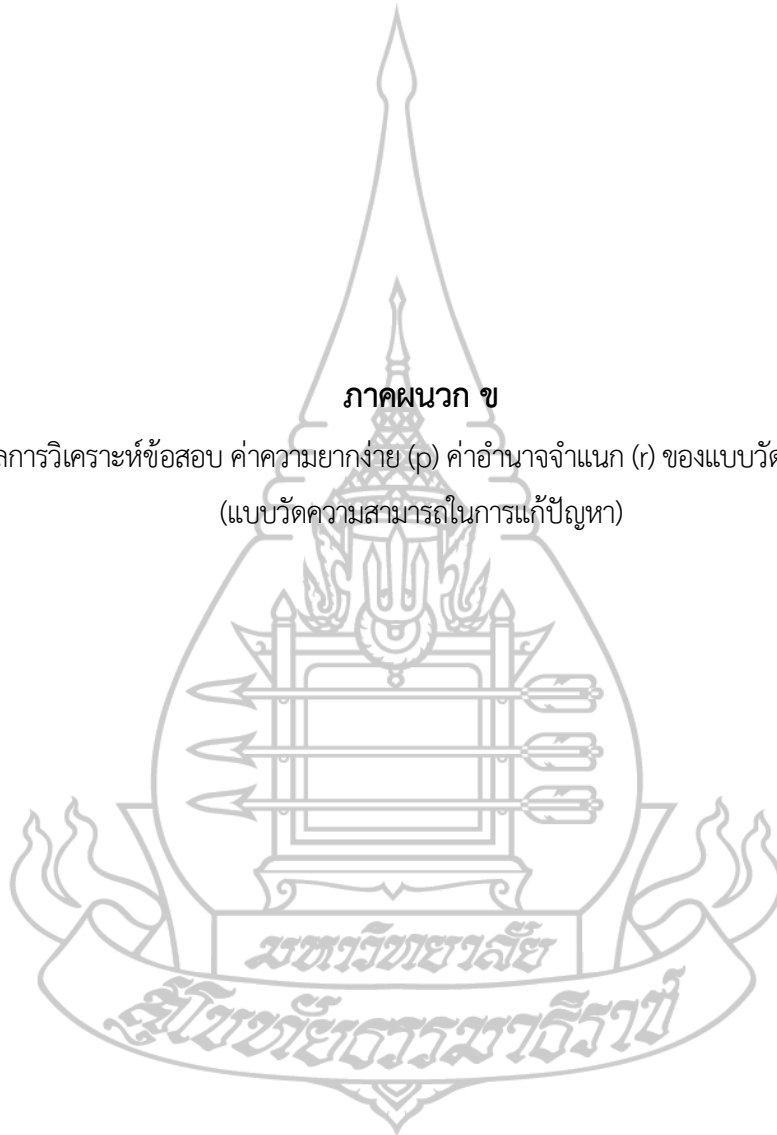 ภาคผนวก ข
ลการวิเคราะห์ข้อสอบ ค่าความยากง่าย (p) ค่าอำนาจจำแนก (r) ของแบบวัด
(แบบวัดความสามารถในการแก้ปัญหา)
มหาวิทยาลัย
สุโขทัยธรรมาธิราช